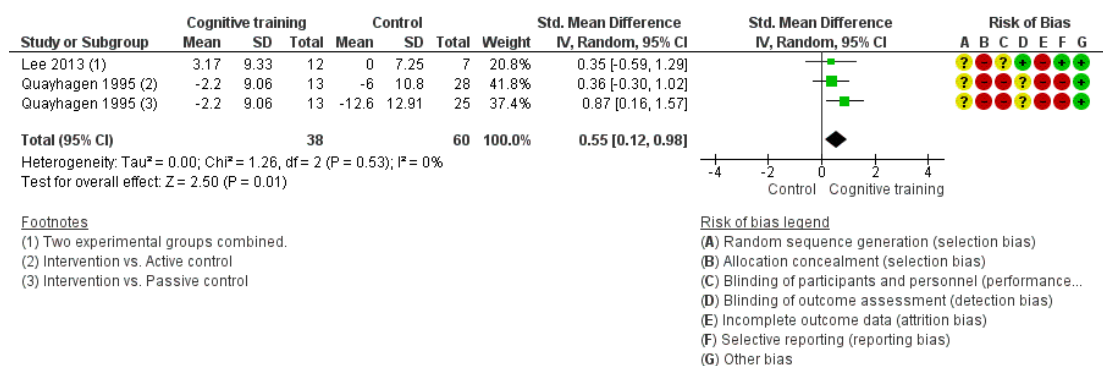 Cognitive training Control Std. Mean Difference Std. Mean Difference Risk of Bias
Study or Subgroup Mean SD Total Mean SD Total Weight IV, Random, 95% CI IV, Random, 95% CI A B C D E F G
Lee 2013 (1) 3.17 9.33 12 0 7.25 7 20.8% 0.35 [-0.59, 1.29] ? - ? + - + +
Quayhagen 1995 (2) -2.2 9.06 13 -6 10.8 28 41.8% 0.36 [-0.30, 1.02] ? - - ? - - +
Quayhagen 1995 (3) -2.2 9.06 13 -12.6 12.91 25 37.4% 0.87 [0.16, 1.57] ? - - ? - - +
Total (95% CI) 38 60 100.0% 0.55 [0.12, 0.98]
Heterogeneity: Tau² = 0.00; Chi² = 1.26, df = 2 (P = 0.53); I² = 0%
Test for overall effect: Z = 2.50 (P = 0.01)
-4 -2 0 2 4
Control Cognitive training
Footnotes
(1) Two experimental groups combined.
(2) Intervention vs. Active control
(3) Intervention vs. Passive control
Risk of bias legend
(A) Random sequence generation (selection bias)
(B) Allocation concealment (selection bias)
(C) Blinding of participants and personnel (performance...
(D) Blinding of outcome assessment (detection bias)
(E) Incomplete outcome data (attrition bias)
(F) Selective reporting (reporting bias)
(G) Other bias